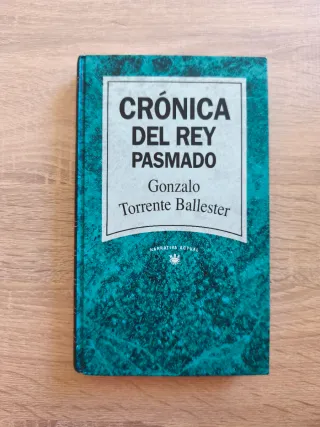 CRÓNICA
DEL REY
PASMADO
Gonzalo
Torrente Ballester
NARRATIVA ACTUAL